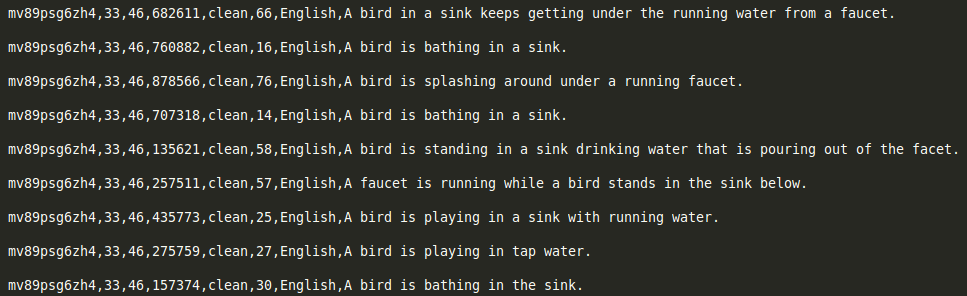 mv89psg6zh4,33,46,682611,clean,66,English,A bird in a sink keeps getting under the running water from a faucet.
mv89psg6zh4,33,46,760882,clean,16,English,A bird is bathing in a sink.
mv89psg6zh4,33,46,878566,clean,76,English,A bird is splashing around under a running faucet.
mv89psg6zh4,33,46,707318,clean,14,English,A bird is bathing in a sink.
mv89psg6zh4,33,46,135621,clean,58,English,A bird is standing in a sink drinking water that is pouring out of the facet.
mv89psg6zh4,33,46,257511,clean,57,English,A faucet is running while a bird stands in the sink below.
mv89psg6zh4,33,46,435773,clean,25,English,A bird is playing in a sink with running water.
mv89psg6zh4,33,46,275759,clean,27,English,A bird is playing in tap water.
mv89psg6zh4,33,46,157374,clean,30,English,A bird is bathing in the sink.